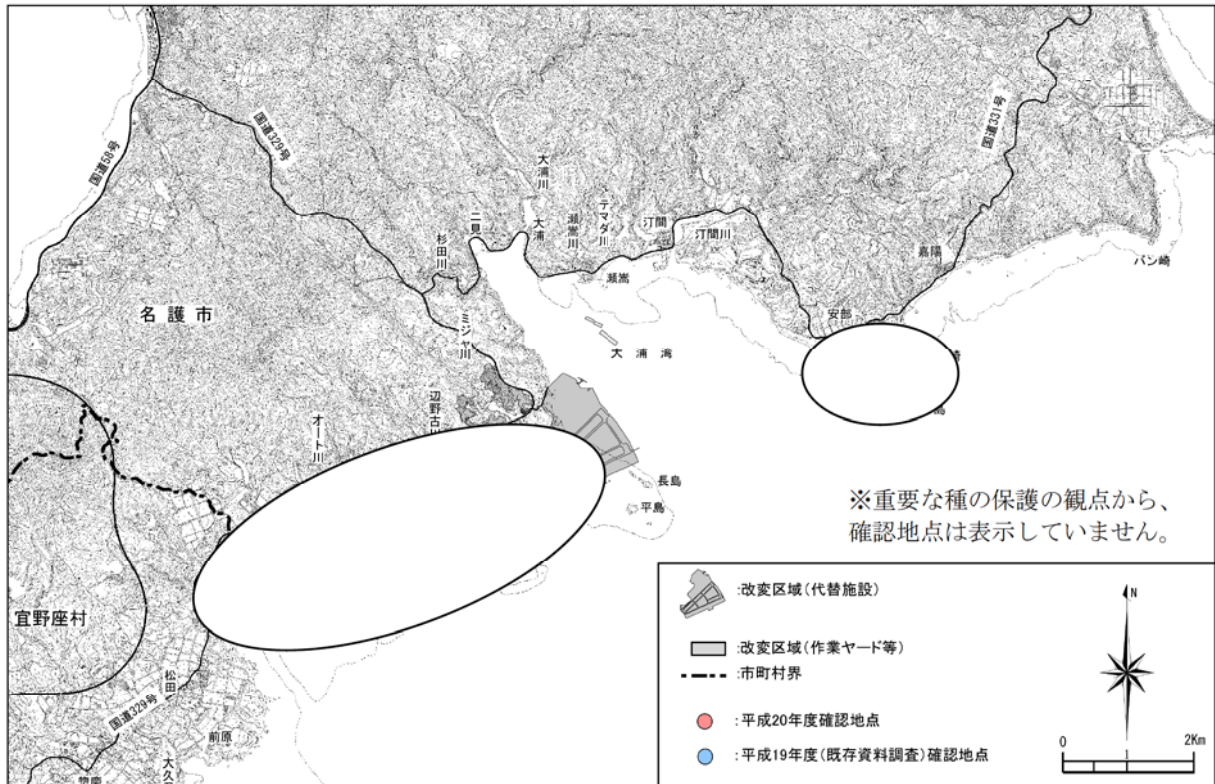 国道58号
国道329号
国道331号
大浦川
大浦
瀬嵩川
テマダ川
汀間
汀間川
二見
杉田川
瀬嵩
嘉陽
バン崎
安部
名護市
ミジャ川
大浦湾
崎
島
辺野古
オート川
長島
平島
※重要な種の保護の観点から、
確認地点は表示していません。
宜野座村
松田
国道329号
前原
大久
惣慶
:改変区域(代替施設)
:改変区域(作業ヤード等)
:市町村界
:平成20年度確認地点
:平成19年度(既存資料調査)確認地点
N
0 1 2Km